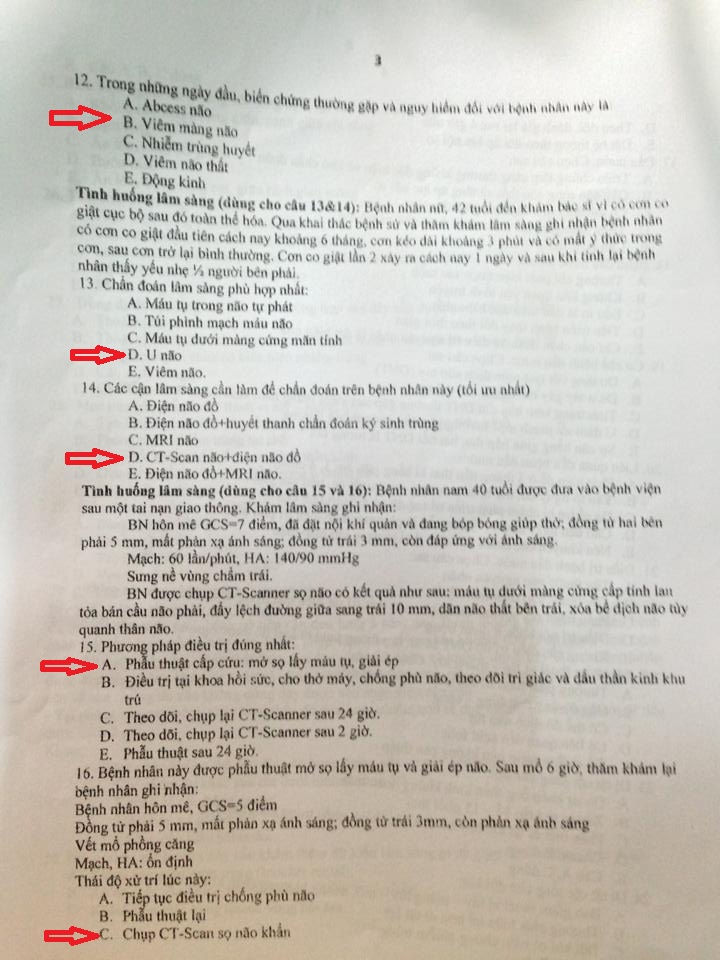 3
12. Trong những ngày đầu, biến chứng thường gặp và nguy hiểm đối với bệnh nhân này là
A. Abcess não
B. Viêm màng não
C. Nhiễm trùng huyết
D. Viêm não thất
E. Động kinh
Tình huống lâm sàng (dùng cho câu 13&14): Bệnh nhân nữ, 42 tuổi đến khám bác sĩ vì có cơn co
giật cục bộ sau đó toàn thể hóa. Qua khai thác bệnh sử và thăm khám lâm sàng ghi nhận bệnh nhân
có cơn co giật đầu tiên cách nay khoảng 6 tháng, cơn kéo dài khoảng 3 phút và có mất ý thức trong
cơn, sau cơn trở lại bình thường. Cơn co giật lần 2 xảy ra cách nay 1 ngày và sau khi tỉnh lại bệnh
nhân thấy yếu nhẹ ½ người bên phải.
13. Chẩn đoán lâm sàng phù hợp nhất:
A. Máu tụ trong não tự phát
B. Túi phình mạch máu não
C. Máu tụ dưới màng cứng mãn tính
D. U não
E. Viêm não.
14. Các cận lâm sàng cần làm để chẩn đoán trên bệnh nhân này (tối ưu nhất)
A. Điện não đồ
B. Điện não đồ+huyết thanh chẩn đoán ký sinh trùng
C. MRI não
D. CT-Scan não+điện não đồ
E. Điện não đồ+MRI não.
Tình huống lâm sàng (dùng cho câu 15 và 16): Bệnh nhân nam 40 tuổi được đưa vào bệnh viện
sau một tai nạn giao thông. Khám lâm sàng ghi nhận:
BN hôn mê GCS=7 điểm, đã đặt nội khí quản và đang bóp bóng giúp thở; đồng tử hai bên
phải 5 mm, mất phản xạ ánh sáng; đồng tử trái 3 mm, còn đáp ứng với ánh sáng.
Mạch: 60 lần/phút, HA: 140/90 mmHg
Sưng nề vùng chẩm trái.
BN được chụp CT-Scanner sọ não có kết quả như sau: máu tụ dưới màng cứng cấp tính lan
tỏa bán cầu não phải, đẩy lệch đường giữa sang trái 10 mm, dãn não thất bên trái, xóa bể dịch não tủy
quanh thân não.
15. Phương pháp điều trị đúng nhất:
A. Phẫu thuật cấp cứu: mở sọ lấy máu tụ, giải ép
B. Điều trị tại khoa hồi sức, cho thở máy, chống phù não, theo dõi tri giác và dấu thần kinh khu
trú
C. Theo dõi, chụp lại CT-Scanner sau 24 giờ.
D. Theo dõi, chụp lại CT-Scanner sau 2 giờ.
E. Phẫu thuật sau 24 giờ.
16. Bệnh nhân này được phẫu thuật mở sọ lấy máu tụ và giải ép não. Sau mổ 6 giờ, thăm khám lại
bệnh nhân ghi nhận:
Bệnh nhân hôn mê, GCS=5 điểm
Đồng tử phải 5 mm, mất phản xạ ánh sáng; đồng tử trái 3mm, còn phản xạ ánh sáng
Vết mổ phồng căng
Mạch, HA: ổn định
Thái độ xử trí lúc này:
A. Tiếp tục điều trị chống phù não
B. Phẫu thuật lại
C. Chụp CT-Scan sọ não khẩn